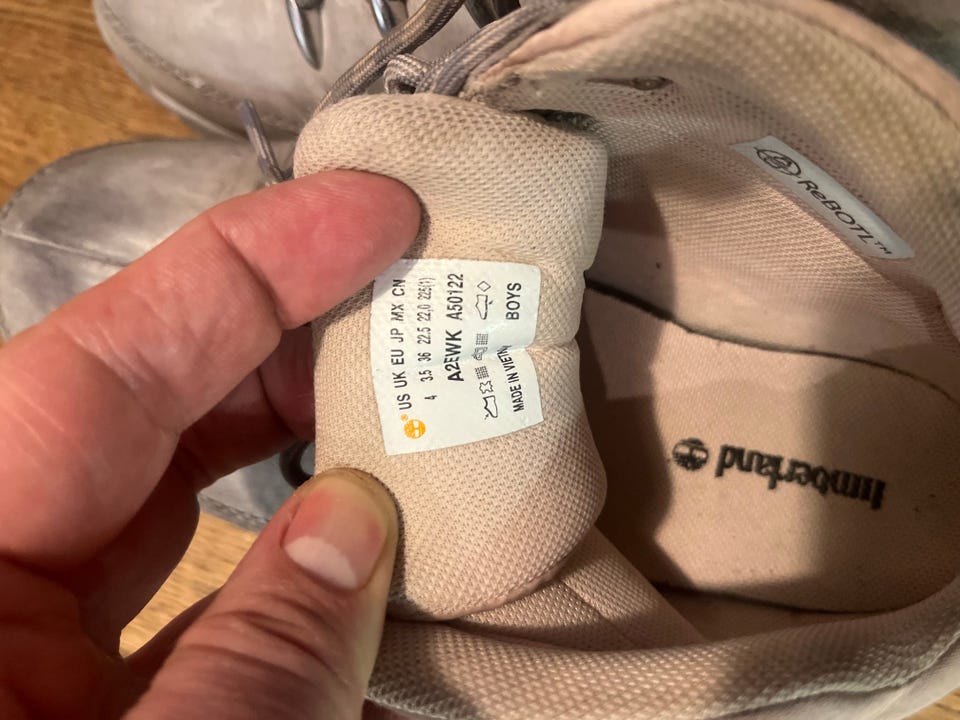 US UK EU JP MX CN
4 3.5 36 22.5 22.0 225(1)
A2EWK A50122
BOYS
MADE IN VIETN
ReBOTL™
Timberland